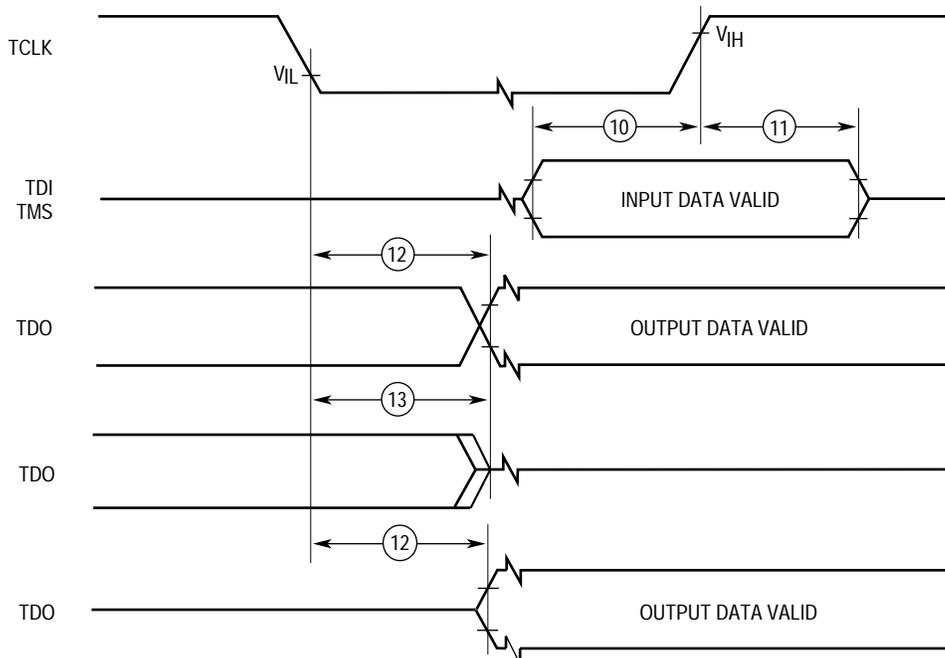 TCLK
VIL
VIH
10
11
TDI
TMS
INPUT DATA VALID
12
TDO
OUTPUT DATA VALID
13
TDO
12
TDO
OUTPUT DATA VALID